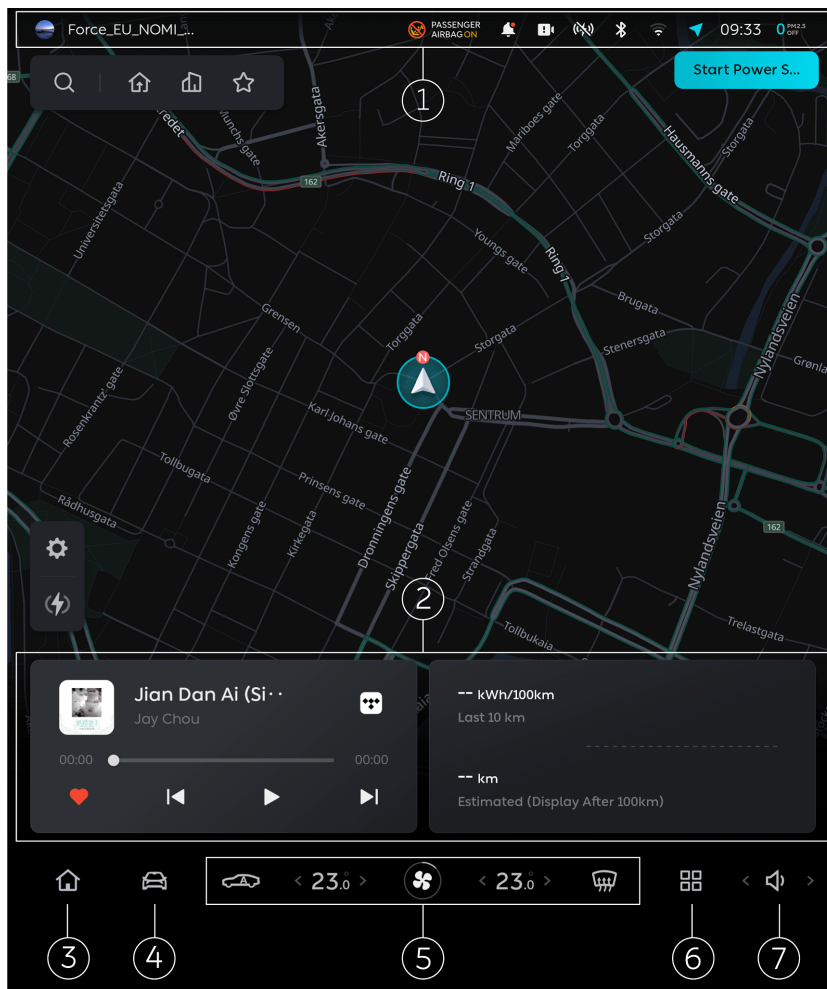 Force_EU_NOMI_...
PASSENGER
AIRBAG ON
09:33
0 PM2.5
OFF
Start Power S...
1
68
162
Akersgata
Munchs gate
Mariboes gate
Torggata
Hausmanns gate
Storgata
Ring 1
Universitetsgata
Youngs gate
Storgata
Ring 1
Brugata
Grensen
Torggata
Storgata
Stenersgata
Nylandsveien
Grønla
N
Øvre Slottsgate
Rosenkrantz' gate
Karl Johans gate
SENTRUM
Tollbugata
Prinsens gate
Rådhusgata
Kongens gate
Kirkegata
Dronningens gate
Skippergata
Fred Olsens gate
Strandgata
162
Nylandsveien
2
Tollbukaia
Trelastgata
Jian Dan Ai (Si··
Jay Chou
00:00
00:00
-- kWh/100km
Last 10 km
-- km
Estimated (Display After 100km)
A
< 23.0° >
< 23.0° >
3
4
5
6
7